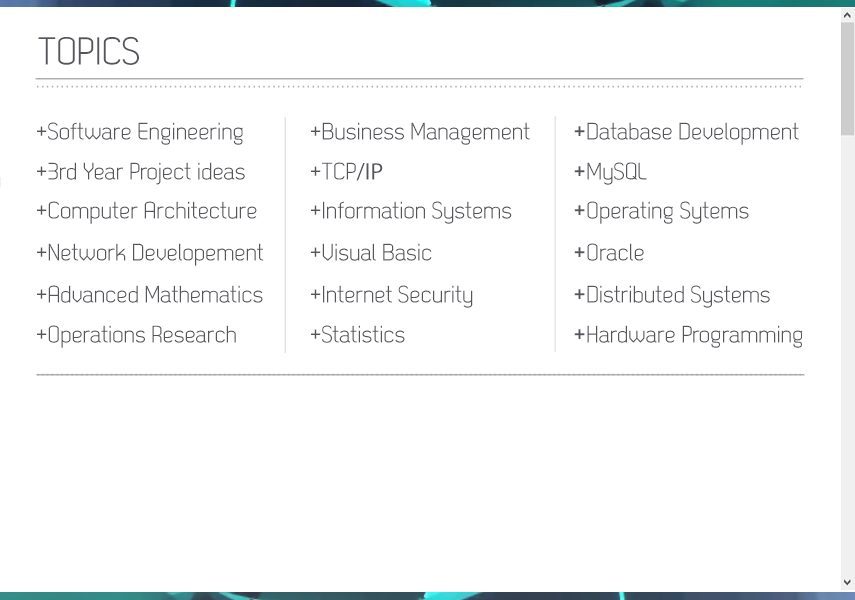 TOPICS
+Software Engineering
+3rd Year Project ideas
+Computer Architecture
+Network Developement
+Advanced Mathematics
+Operations Research
+Business Management
+TCP/IP
+Information Systems
+Visual Basic
+Internet Security
+Statistics
+Database Development
+MySQL
+Operating Sytems
+Oracle
+Distributed Systems
+Hardware Programming